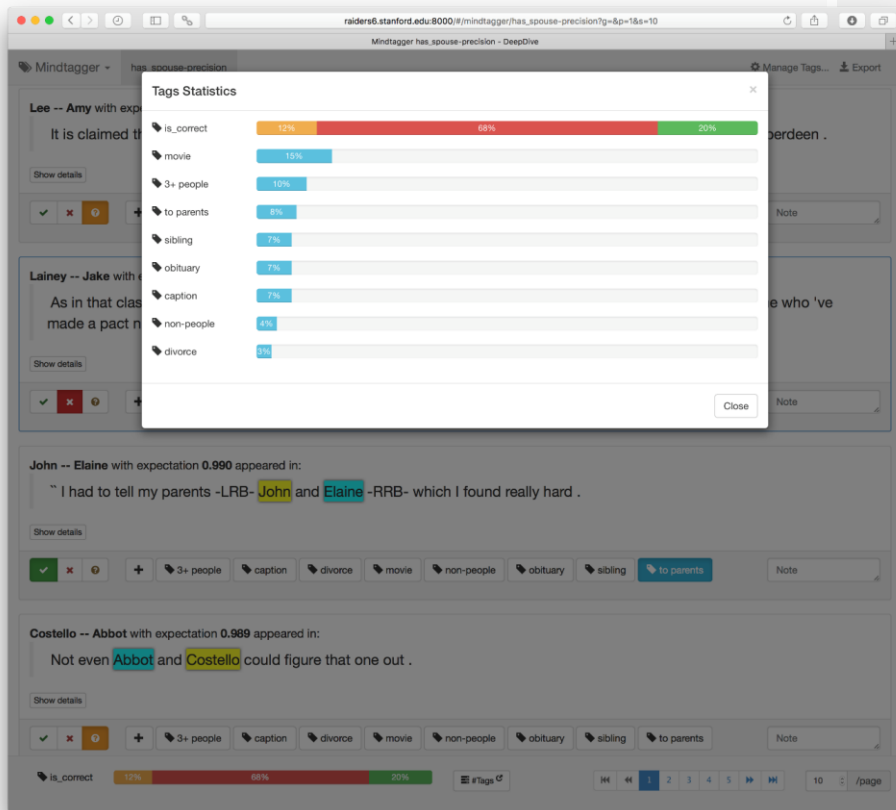 raiders6.stanford.edu:8000/#/mindtagger/has_spouse-precision?g=&p=1&s=10
Mindtagger has_spouse-precision - DeepDive
Mindtagger has_spouse-precision Manage Tags... Export
Tags Statistics ×
is_correct 12% 68% 20%
movie 15%
3+ people 10%
to parents 8%
sibling 7%
obituary 7%
caption 7%
non-people 4%
divorce 3%
Close
Lee -- Amy with
It is claimed
Show details
Note
Lainey -- Jake with
As in that e who 've
made a pact
Show details
Note
John -- Elaine with expectation 0.990 appeared in:
`` I had to tell my parents -LRB- John and Elaine -RRB- which I found really hard .
Show details
3+ people caption divorce movie non-people obituary sibling to parents Note
Costello -- Abbot with expectation 0.989 appeared in:
Not even Abbot and Costello could figure that one out .
Show details
3+ people caption divorce movie non-people obituary sibling to parents Note
is_correct 12% 68% 20% #Tags 1 2 3 4 5 10 /page